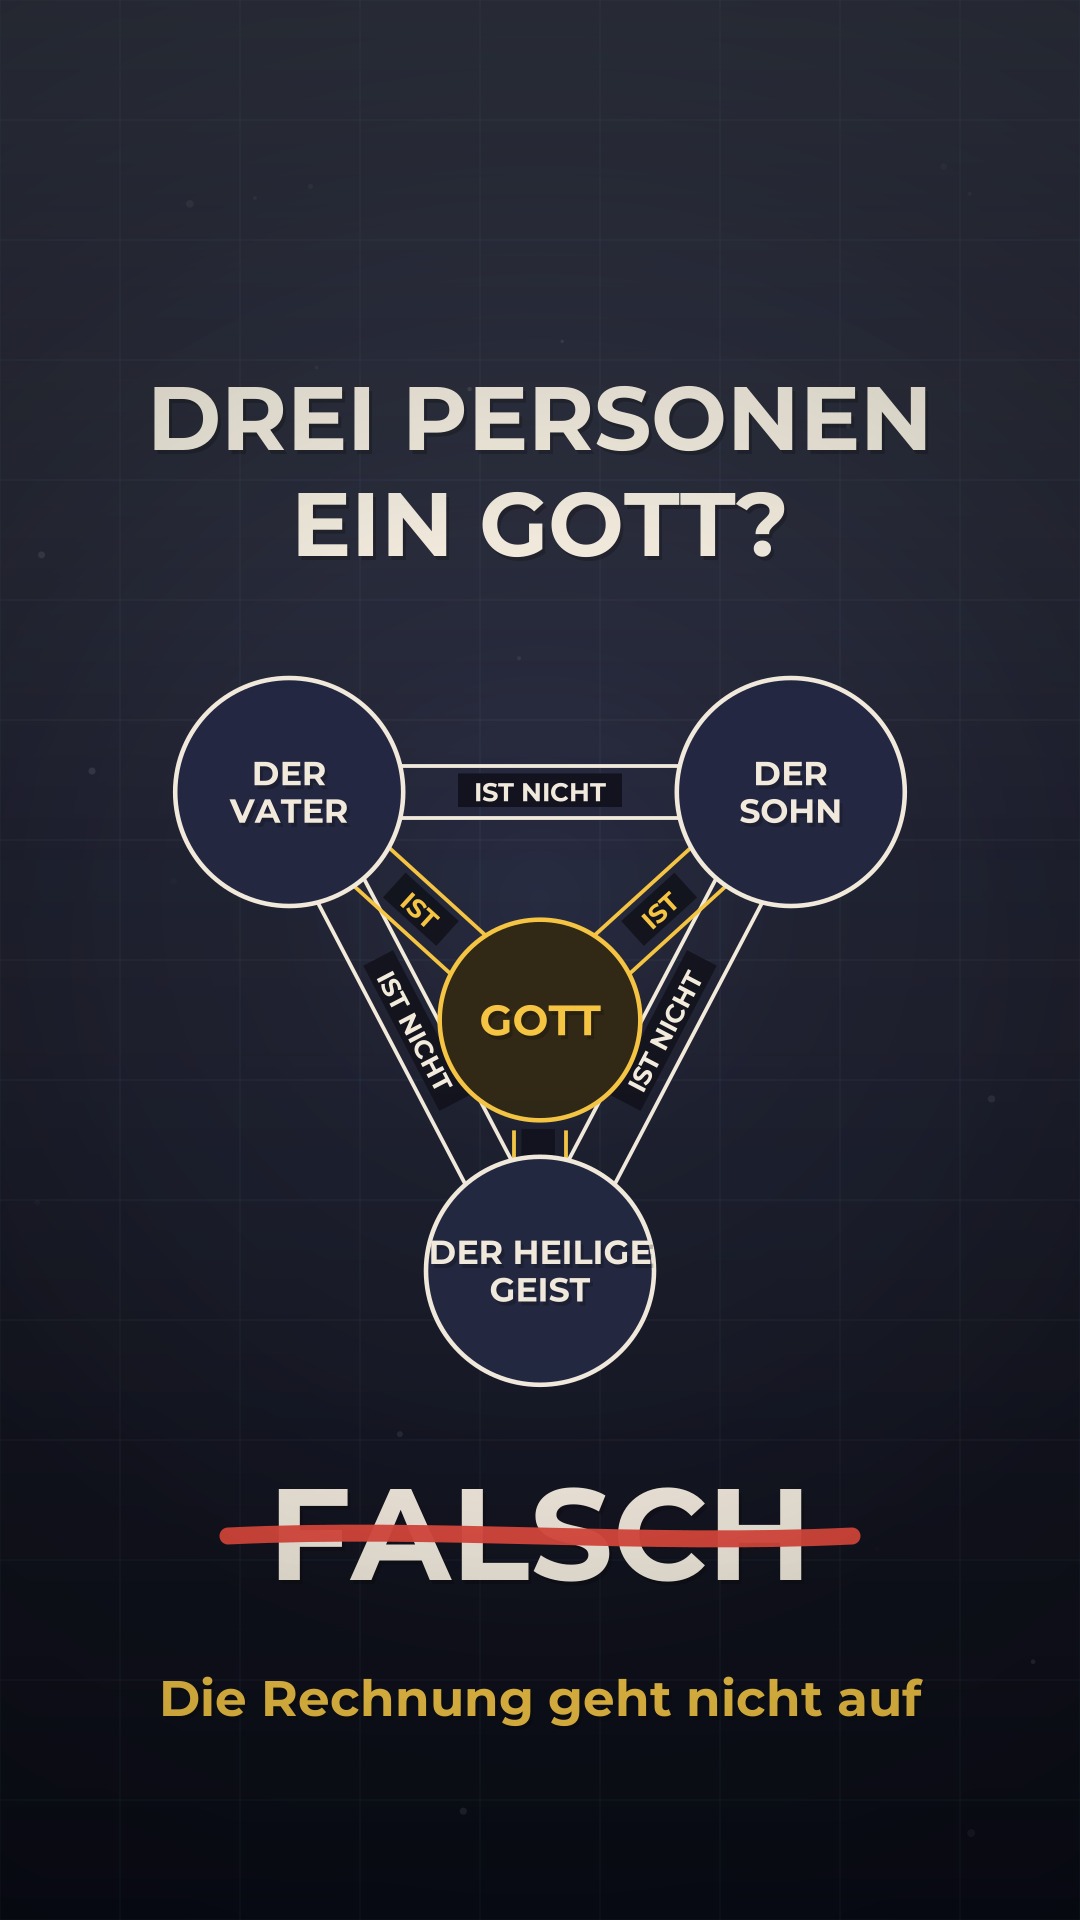 DREI PERSONEN
EIN GOTT?
DER
VATER
IST NICHT
DER
SOHN
IST
IST
IST NICHT
GOTT
IST NICHT
DER HEILIGE
GEIST
FALSCH
Die Rechnung geht nicht auf